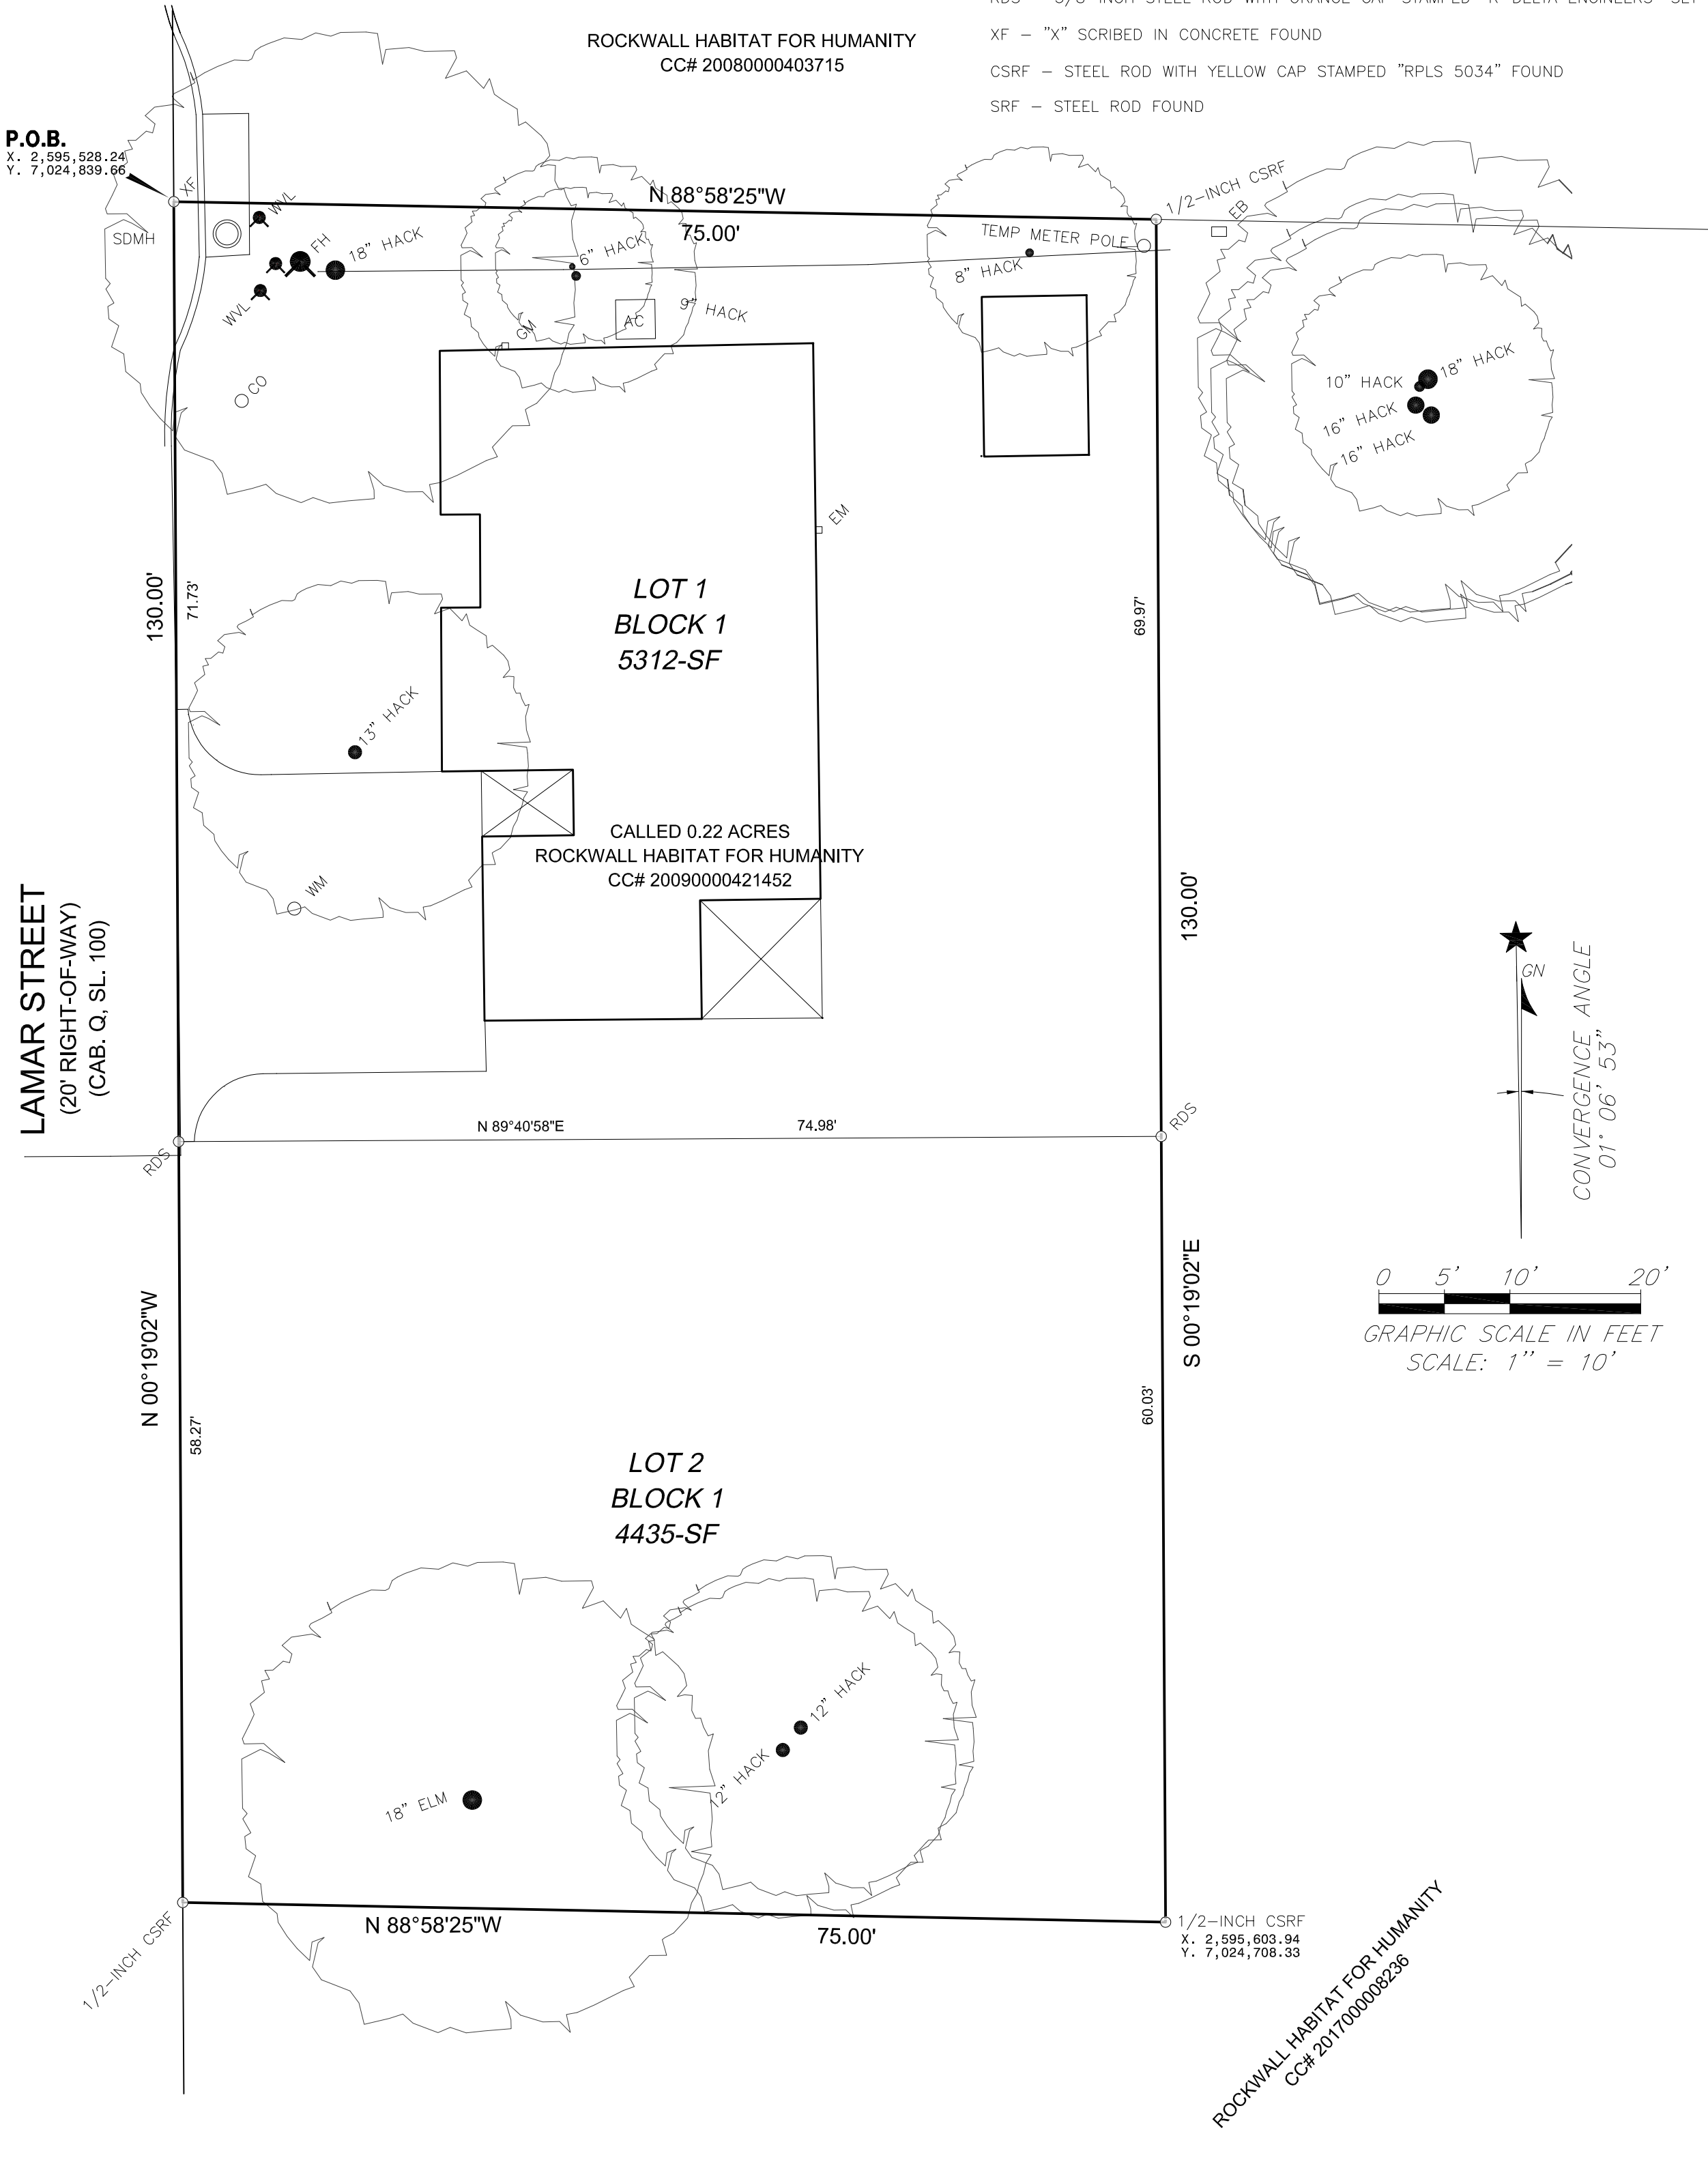 ROCKWALL HABITAT FOR HUMANITY
CC# 20080000403715
XF – "X" SCRIBED IN CONCRETE FOUND
CSRF – STEEL ROD WITH YELLOW CAP STAMPED "RPLS 5034" FOUND
SRF – STEEL ROD FOUND
P.O.B.
X. 2,595,528.24
Y. 7,024,839.66
XF
N 88°58'25"W
75.00'
1/2-INCH CSRF
EB
SDMH
WVL
FH
18" HACK
WVL
6" HACK
9" HACK
AC
GM
TEMP METER POLE
8" HACK
CO
10" HACK
18" HACK
16" HACK
16" HACK
EM
130.00'
71.73'
LOT 1
BLOCK 1
5312-SF
69.97'
13" HACK
CALLED 0.22 ACRES
ROCKWALL HABITAT FOR HUMANITY
CC# 20090000421452
WM
130.00'
LAMAR STREET
(20' RIGHT-OF-WAY)
(CAB. Q, SL. 100)
GN
CONVERGENCE ANGLE
01° 06' 53"
N 89°40'58"E
74.98'
RDS
RDS
N 00°19'02"W
58.27'
S 00°19'02"E
60.03'
0 5' 10' 20'
GRAPHIC SCALE IN FEET
SCALE: 1" = 10'
LOT 2
BLOCK 1
4435-SF
12" HACK
12" HACK
18" ELM
1/2-INCH CSRF
N 88°58'25"W
75.00'
1/2-INCH CSRF
X. 2,595,603.94
Y. 7,024,708.33
ROCKWALL HABITAT FOR HUMANITY
CC# 2017000008236